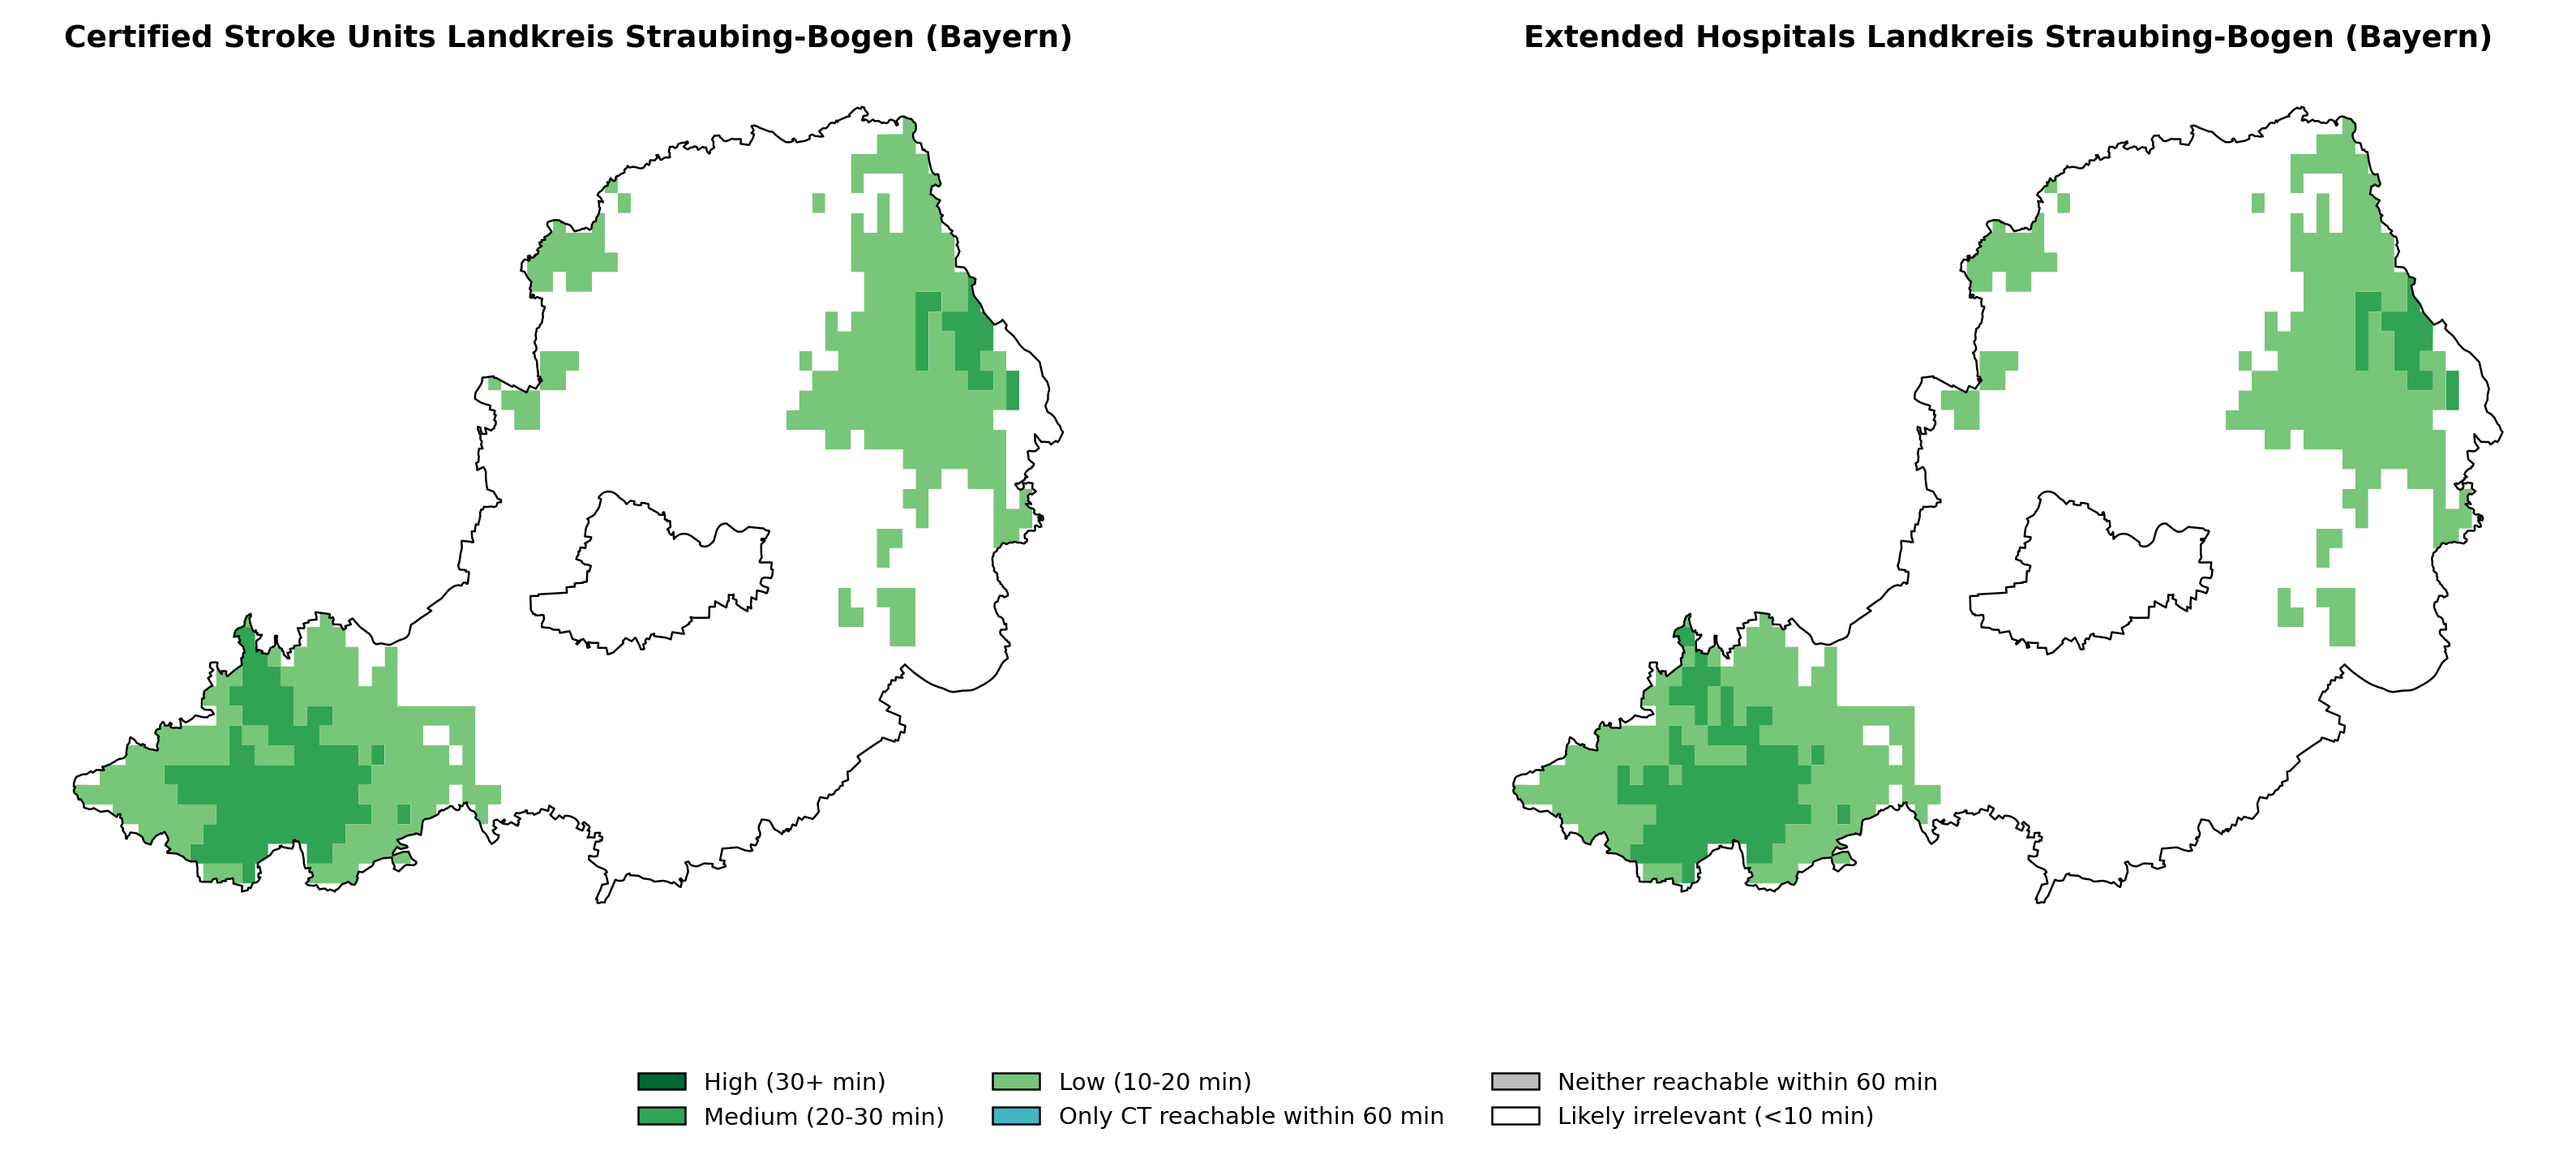 Certified Stroke Units Landkreis Straubing-Bogen (Bayern)
Extended Hospitals Landkreis Straubing-Bogen (Bayern)
High (30+ min)
Medium (20-30 min)
Low (10-20 min)
Only CT reachable within 60 min
Neither reachable within 60 min
Likely irrelevant (<10 min)